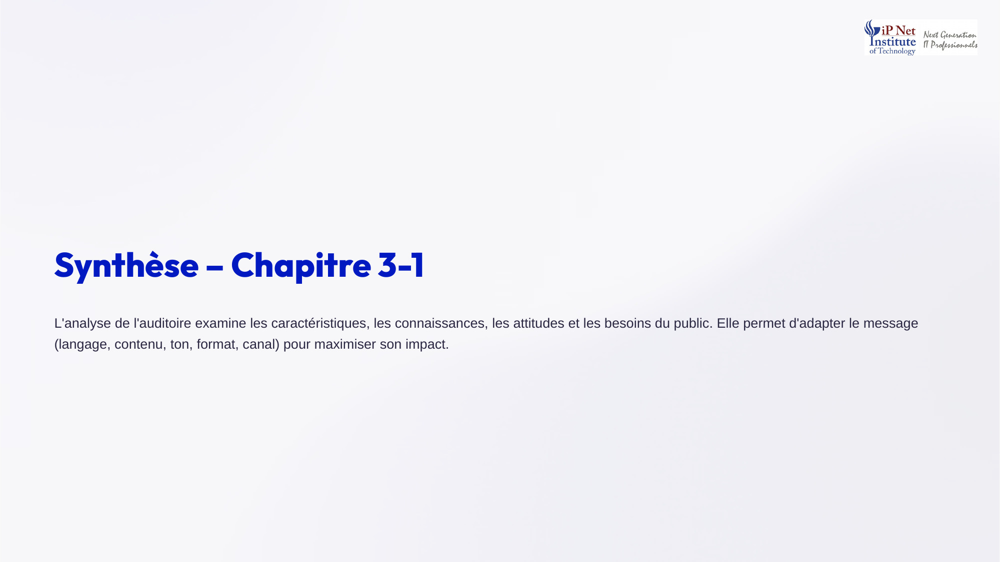 iP Net
Institute
of Technology
Next Generation
IT Professionnels
Synthèse – Chapitre 3-1
L'analyse de l'auditoire examine les caractéristiques, les connaissances, les attitudes et les besoins du public. Elle permet d'adapter le message
(langage, contenu, ton, format, canal) pour maximiser son impact.